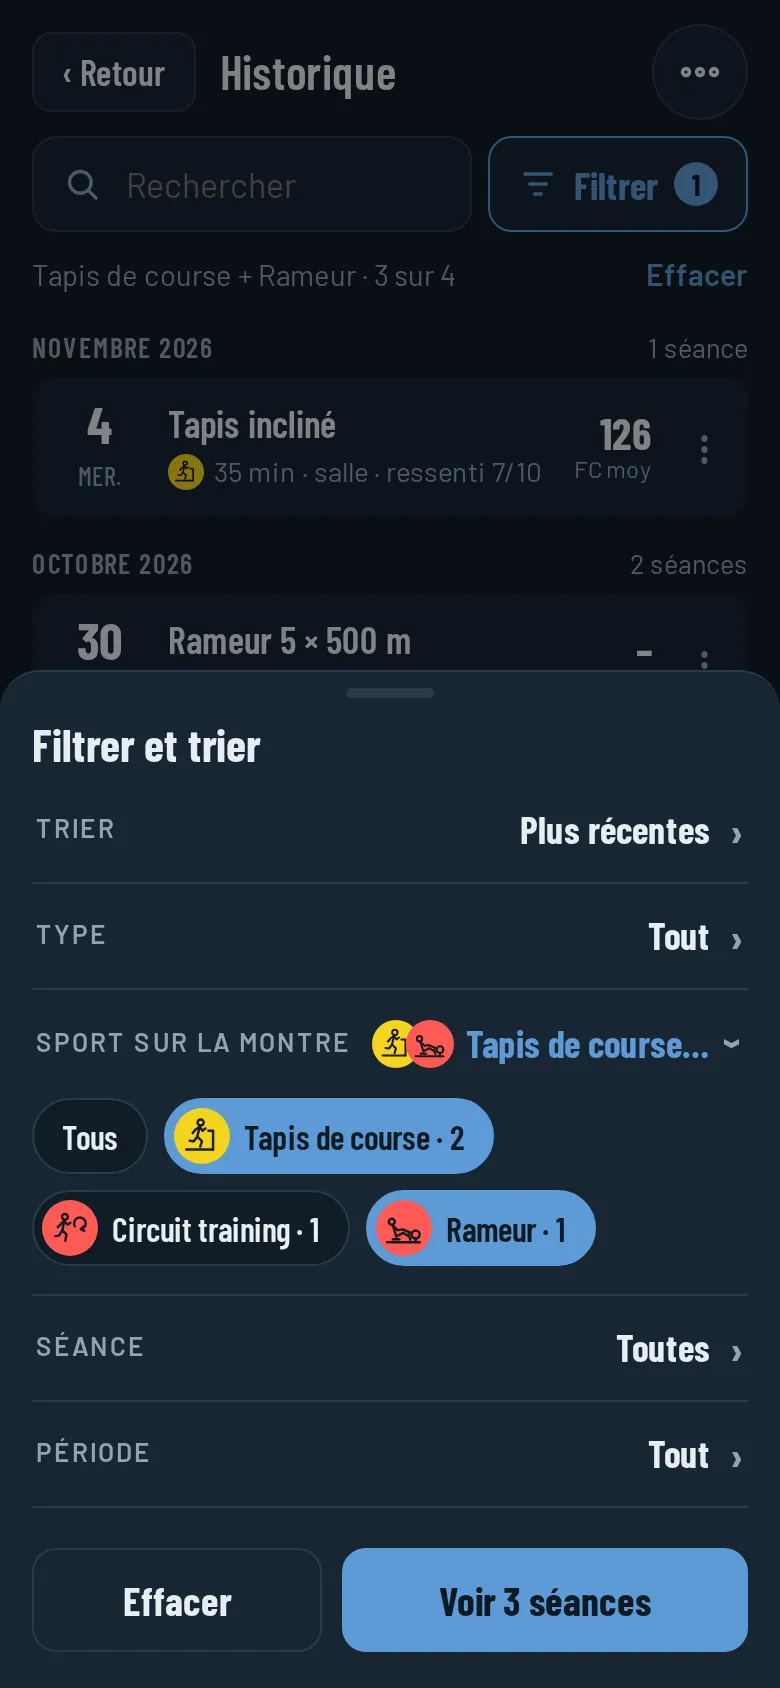 ‹ Retour
Historique
Rechercher
Filtrer 1
Tapis de course + Rameur · 3 sur 4
Effacer
NOVEMBRE 2026
1 séance
4
MER.
Tapis incliné
35 min · salle · ressenti 7/10
126
FC moy
OCTOBRE 2026
2 séances
30
Rameur 5 × 500 m
–
Filtrer et trier
TRIER
Plus récentes ›
TYPE
Tout ›
SPORT SUR LA MONTRE
Tapis de course...
Tous
Tapis de course · 2
Circuit training · 1
Rameur · 1
SÉANCE
Toutes ›
PÉRIODE
Tout ›
Effacer
Voir 3 séances